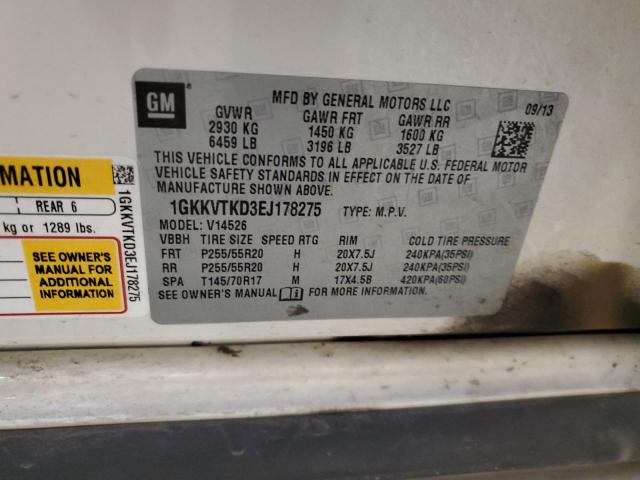 GM
MFD BY GENERAL MOTORS LLC
09/13
GVWR GAWR FRT GAWR RR
2930 KG 1450 KG 1600 KG
6459 LB 3196 LB 3527 LB
THIS VEHICLE CONFORMS TO ALL APPLICABLE U.S. FEDERAL MOTOR
VEHICLE SAFETY STANDARDS IN EFFECT ON THE DATE OF
MANUFACTURE SHOWN ABOVE.
1GKKVTKD3EJ178275 TYPE: M.P.V.
MODEL: V14526
VBBH TIRE SIZE SPEED RTG RIM COLD TIRE PRESSURE
FRT P255/55R20 H 20X7.5J 240KPA(35PSI)
RR P255/55R20 H 20X7.5J 240KPA(35PSI)
SPA T145/70R17 M 17X4.5B 420KPA(60PSI)
SEE OWNER'S MANUAL FOR MORE INFORMATION.
REAR 6
kg or 1289 lbs.
SEE OWNER'S
MANUAL FOR
ADDITIONAL
INFORMATION
1GKKVTKD3EJ178275